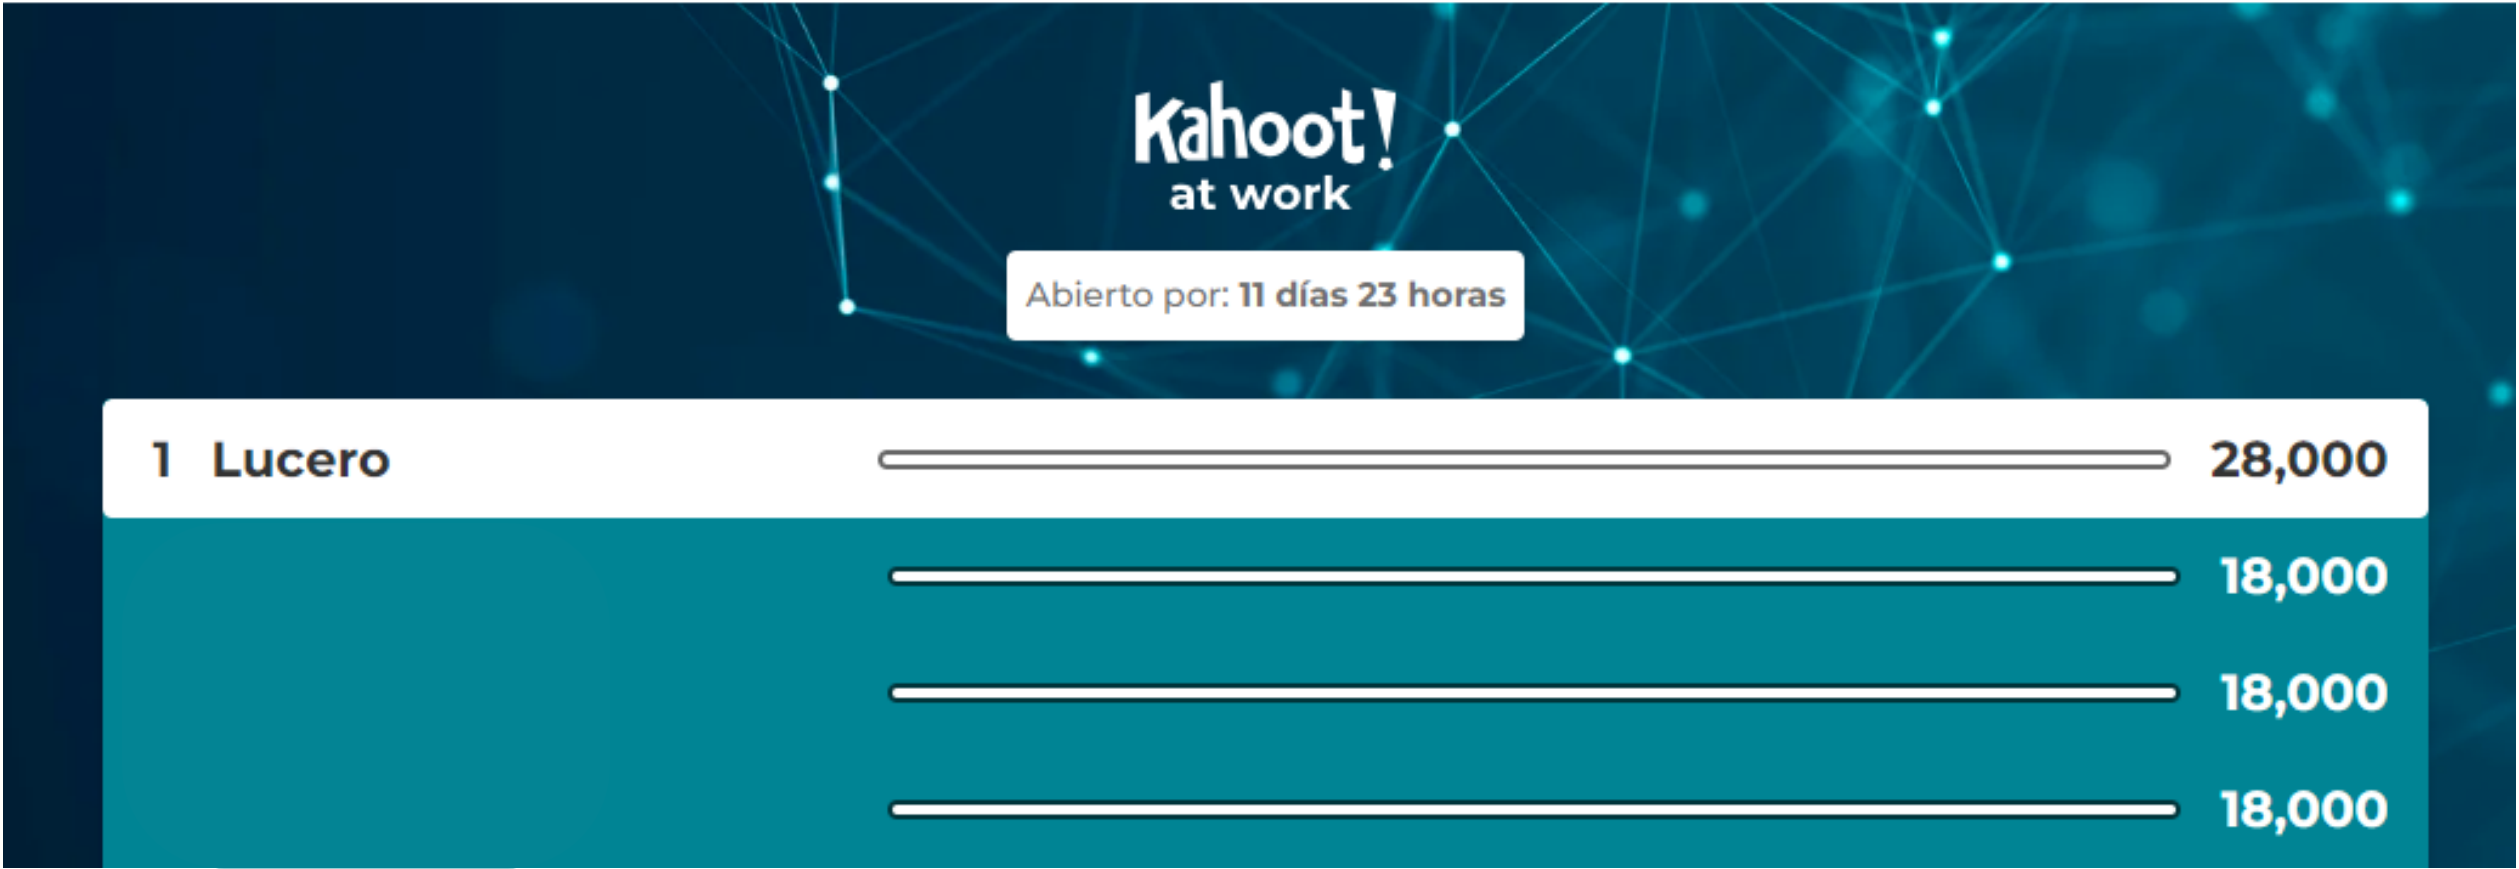 Kahoot!
at work
Abierto por: 11 días 23 horas
1 Lucero 28,000
18,000
18,000
18,000